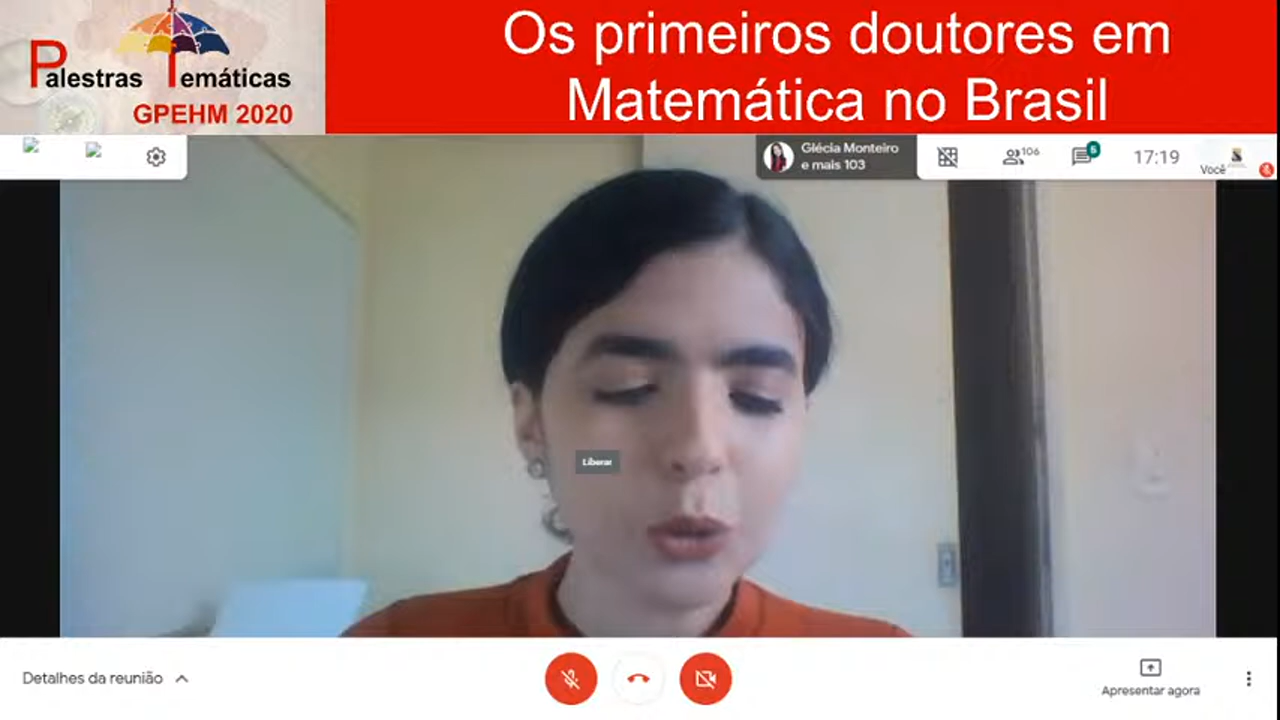 Palestras Temáticas
GPEHM 2020
Os primeiros doutores em
Matemática no Brasil
Glécia Monteiro
e mais 103
106
5
17:19
Você
Liberar
Detalhes da reunião
Apresentar agora